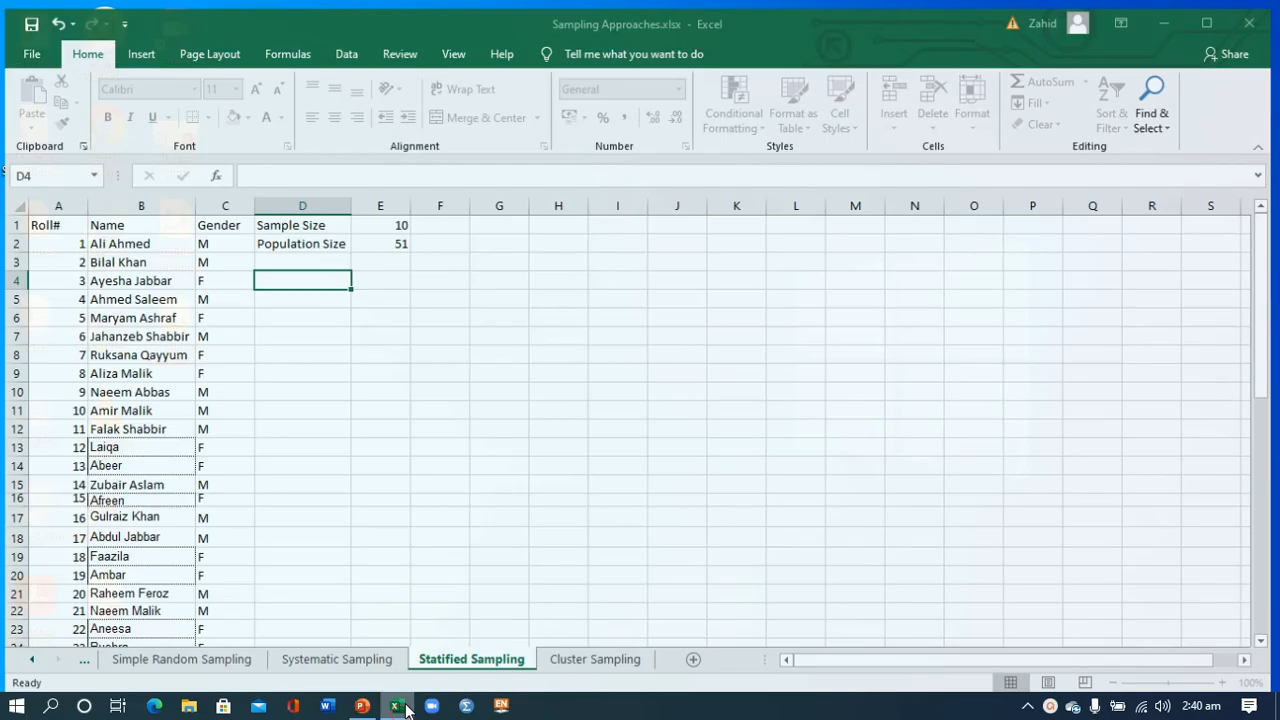 Sampling Approaches.xlsx - Excel
Zahid
File Home Insert Page Layout Formulas Data Review View Help Tell me what you want to do Share
Paste
Calibri 11
B I U
A A A
Wrap Text
Merge & Center
General
% ,
Conditional Formatting
Format as Table
Cell Styles
Insert Delete Format
AutoSum
Fill
Clear
Sort & Filter
Find & Select
Clipboard Font Alignment Number Styles Cells Editing
D4 fx
A B C D E F G H I J K L M N O P Q R S
1 Roll# Name Gender Sample Size 10
2 1 Ali Ahmed M Population Size 51
3 2 Bilal Khan M
4 3 Ayesha Jabbar F
5 4 Ahmed Saleem M
6 5 Maryam Ashraf F
7 6 Jahanzeb Shabbir M
8 7 Ruksana Qayyum F
9 8 Aliza Malik F
10 9 Naeem Abbas M
11 10 Amir Malik M
12 11 Falak Shabbir M
13 12 Laiqa F
14 13 Abeer F
15 14 Zubair Aslam M
16 15 Afreen F
17 16 Gulraiz Khan M
18 17 Abdul Jabbar M
19 18 Faazila F
20 19 Ambar F
21 20 Raheem Feroz M
22 21 Naeem Malik M
23 22 Aneesa F
... Simple Random Sampling Systematic Sampling Statified Sampling Cluster Sampling
Ready 100%
2:40 am